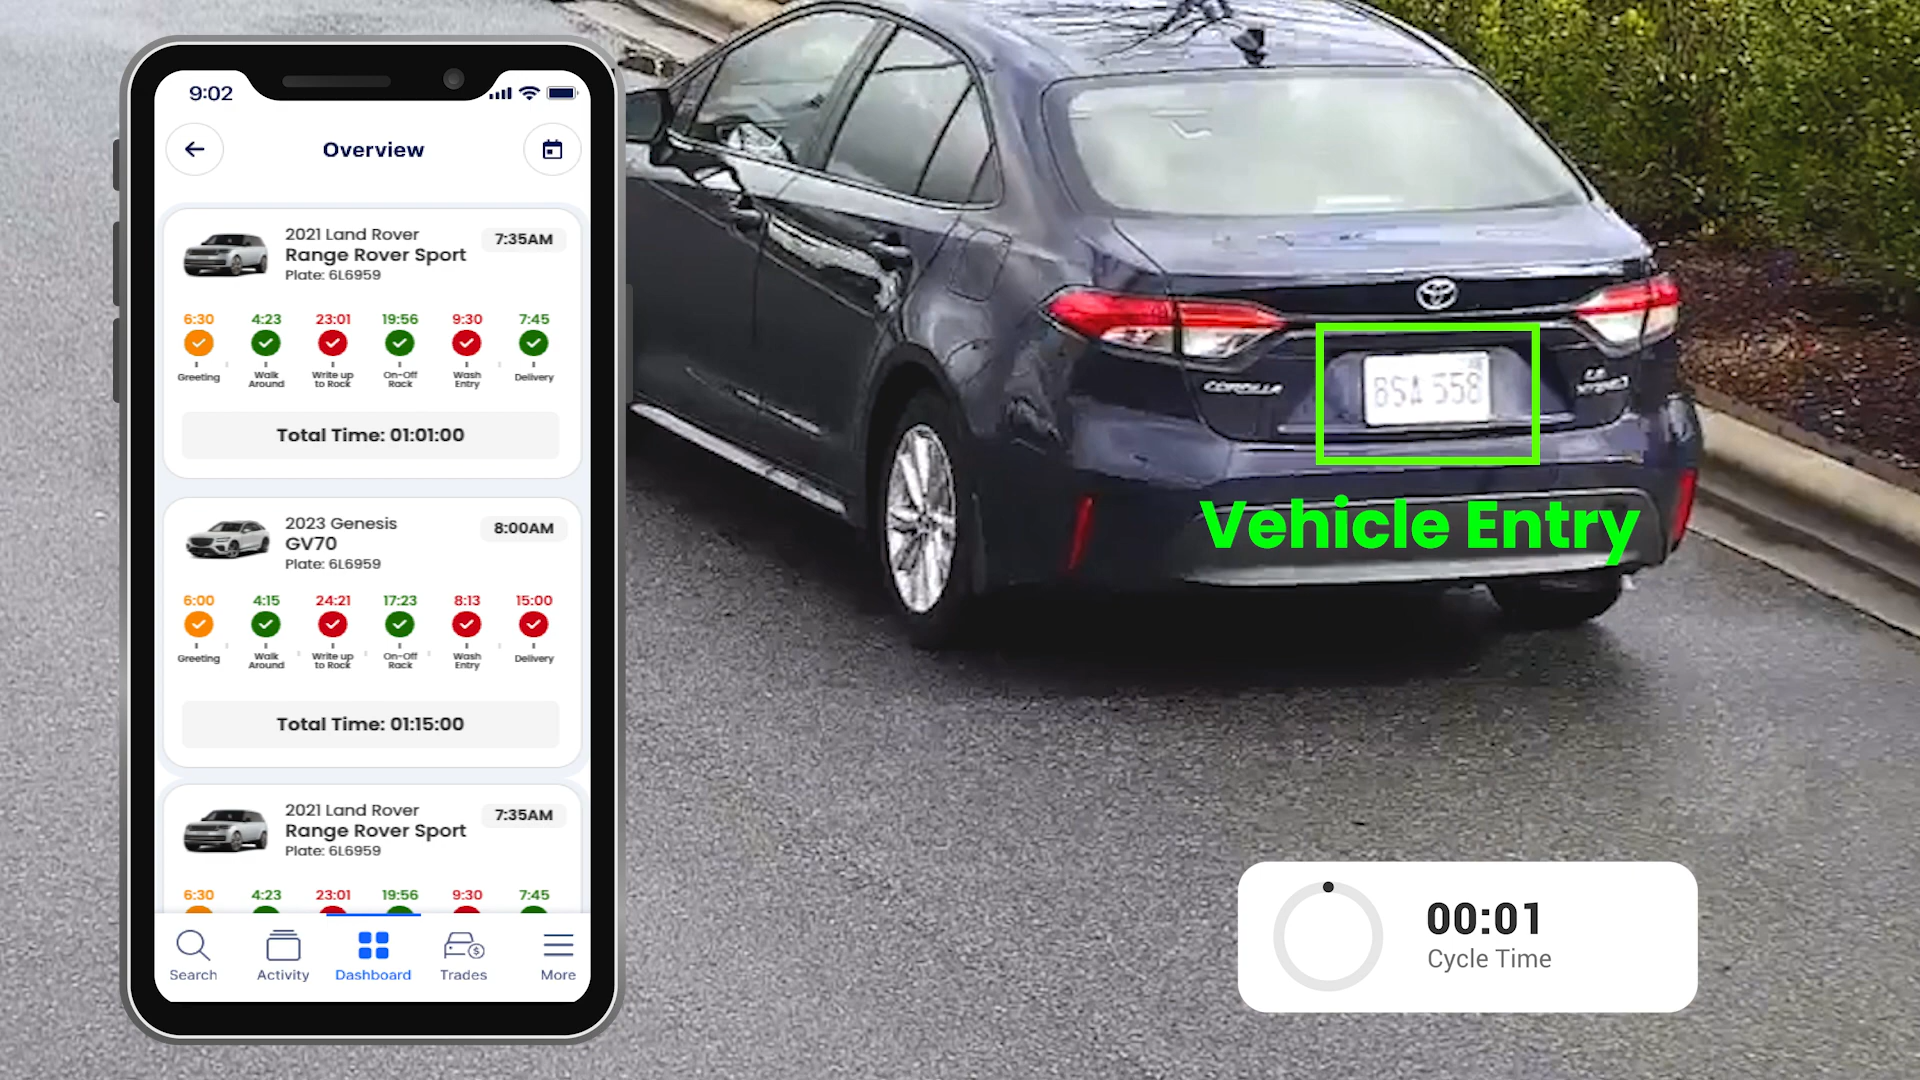 9:02
Overview
2021 Land Rover
Range Rover Sport
Plate: 6L6959
7:35AM
6:30 4:23 23:01 19:56 9:30 7:45
Greeting Walk Around Write up to Rock On-Off Rack Wash Entry Delivery
Total Time: 01:01:00
2023 Genesis
GV70
Plate: 6L6959
8:00AM
6:00 4:15 24:21 17:23 8:13 15:00
Greeting Walk Around Write up to Rock On-Off Rack Wash Entry Delivery
Total Time: 01:15:00
2021 Land Rover
Range Rover Sport
Plate: 6L6959
7:35AM
6:30 4:23 23:01 19:56 9:30 7:45
Search Activity Dashboard Trades More
COROLLA
BSA 558
LE
HYBRID
Vehicle Entry
00:01
Cycle Time